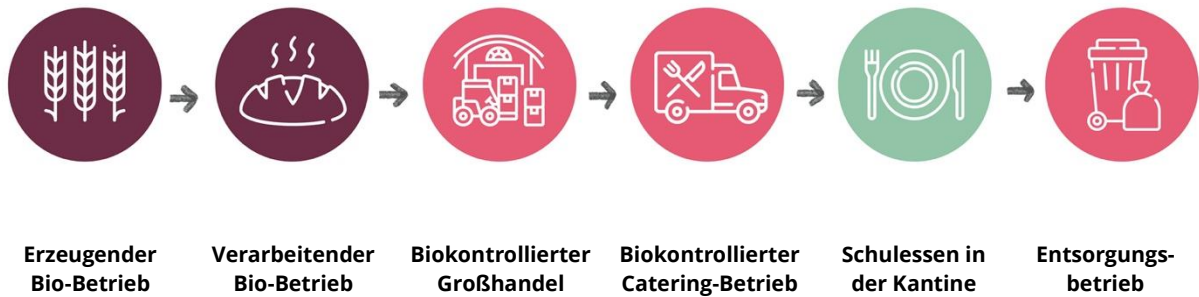 Erzeugender
Bio-Betrieb
Verarbeitender
Bio-Betrieb
Biokontrollierter
Großhandel
Biokontrollierter
Catering-Betrieb
Schulessen in
der Kantine
Entsorgungs-
betrieb